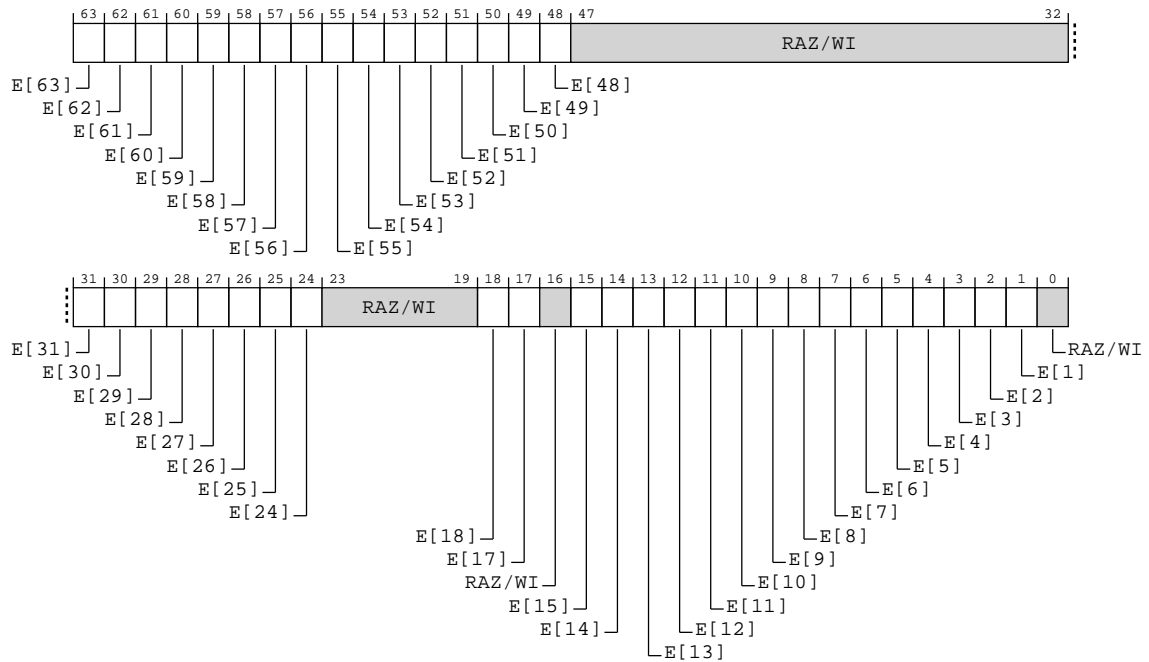 63 62 61 60 59 58 57 56 55 54 53 52 51 50 49 48 47 32
RAZ/WI
E[63] E[48]
E[62] E[49]
E[61] E[50]
E[60] E[51]
E[59] E[52]
E[58] E[53]
E[57] E[54]
E[56] E[55]
31 30 29 28 27 26 25 24 23 19 18 17 16 15 14 13 12 11 10 9 8 7 6 5 4 3 2 1 0
RAZ/WI
E[31] RAZ/WI
E[30] E[1]
E[29] E[2]
E[28] E[3]
E[27] E[4]
E[26] E[5]
E[25] E[6]
E[24] E[7]
E[18] E[8]
E[17] E[9]
RAZ/WI E[10]
E[15] E[11]
E[14] E[12]
E[13]